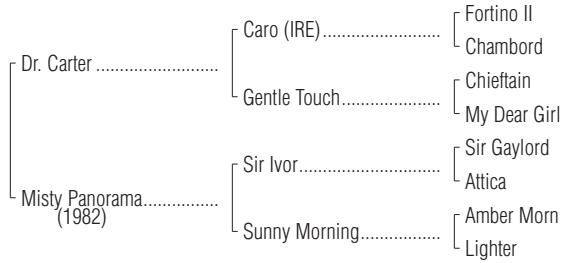 Fortino II
Caro (IRE)
Chambord
Dr. Carter
Chieftain
Gentle Touch
My Dear Girl
Sir Gaylord
Sir Ivor
Attica
Misty Panorama
(1982)
Amber Morn
Sunny Morning
Lighter